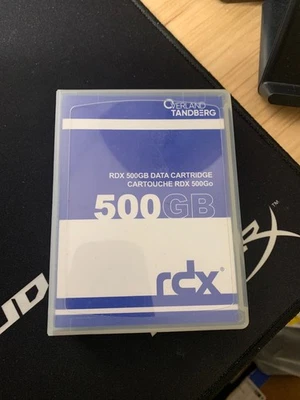 OVERLAND
TANDBERG
RDX 500GB DATA CARTRIDGE
CARTOUCHE RDX 500Go
500GB
rdx®